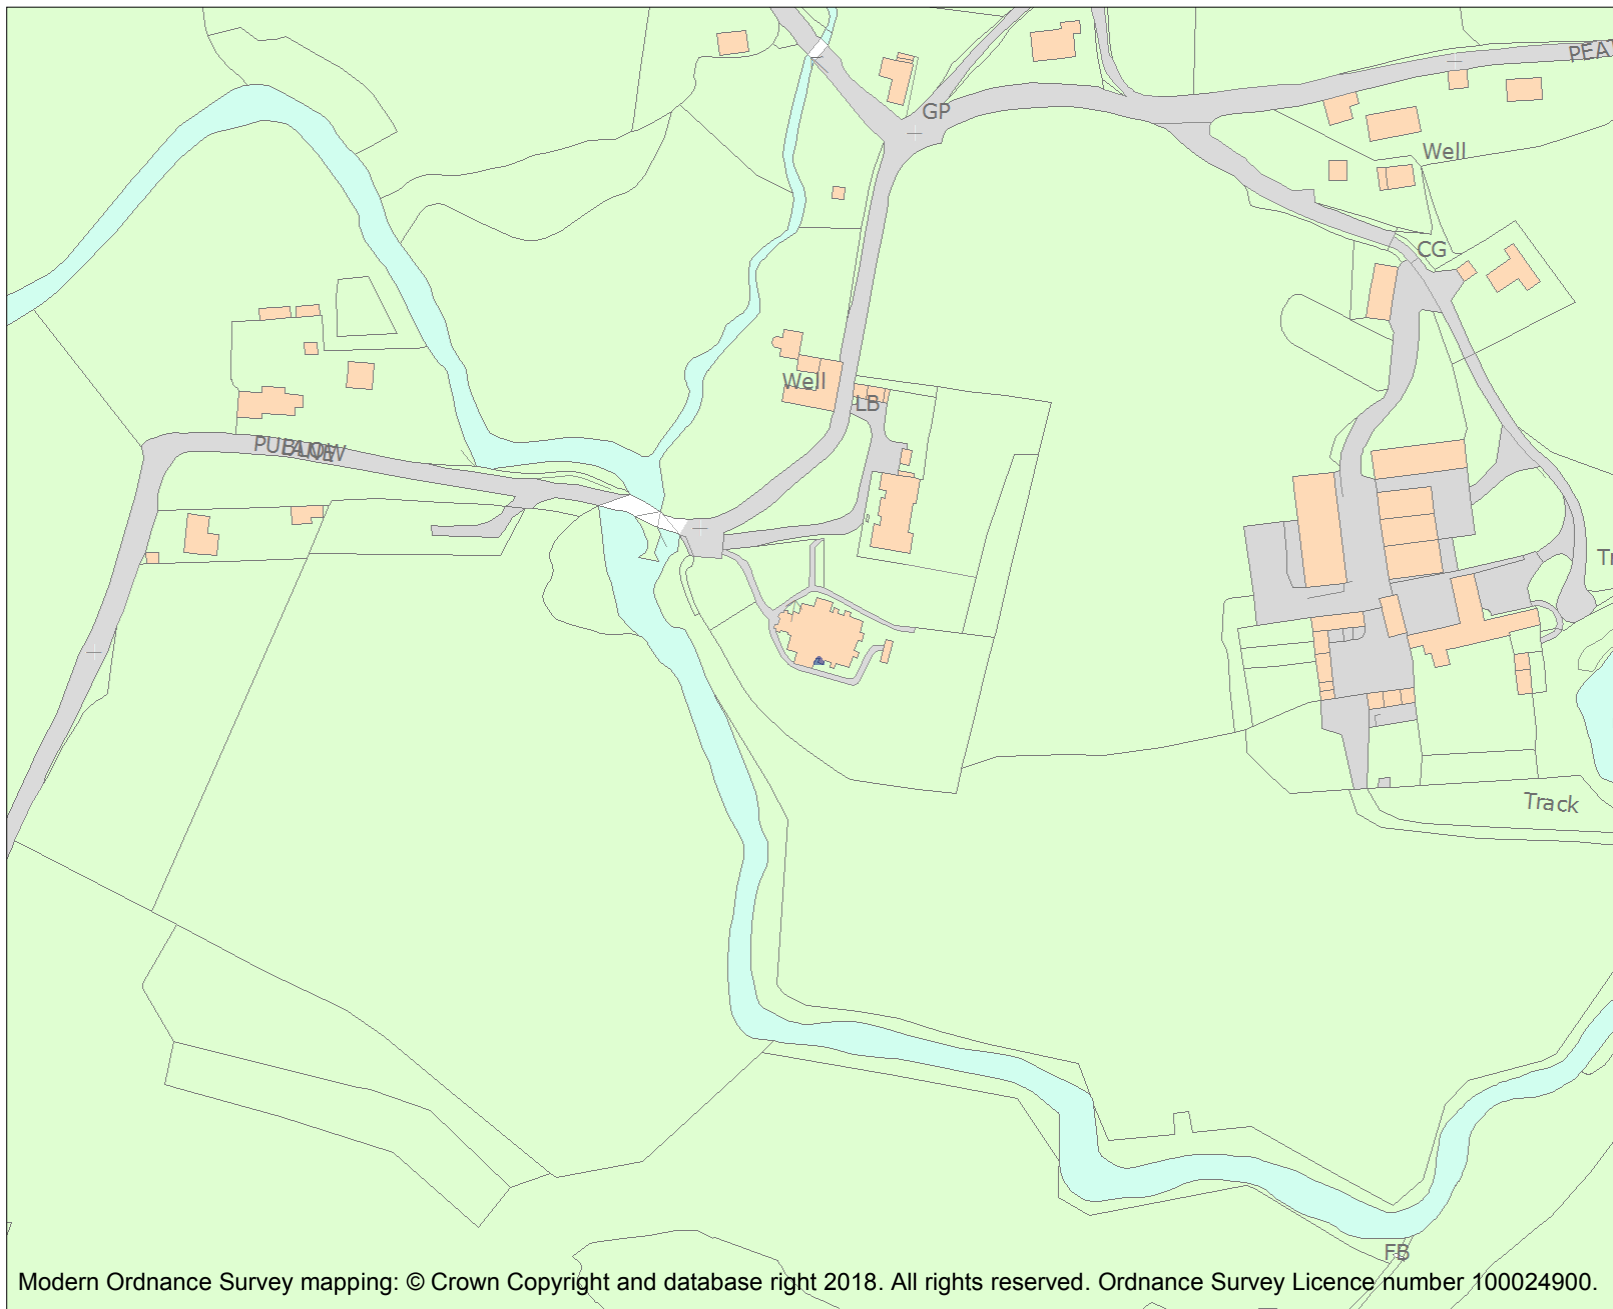 PEA
GP
Well
CG
Well
LB
PUBLOW
LANE
Tr
Track
FB
Modern Ordnance Survey mapping: © Crown Copyright and database right 2018. All rights reserved. Ordnance Survey Licence number 100024900.